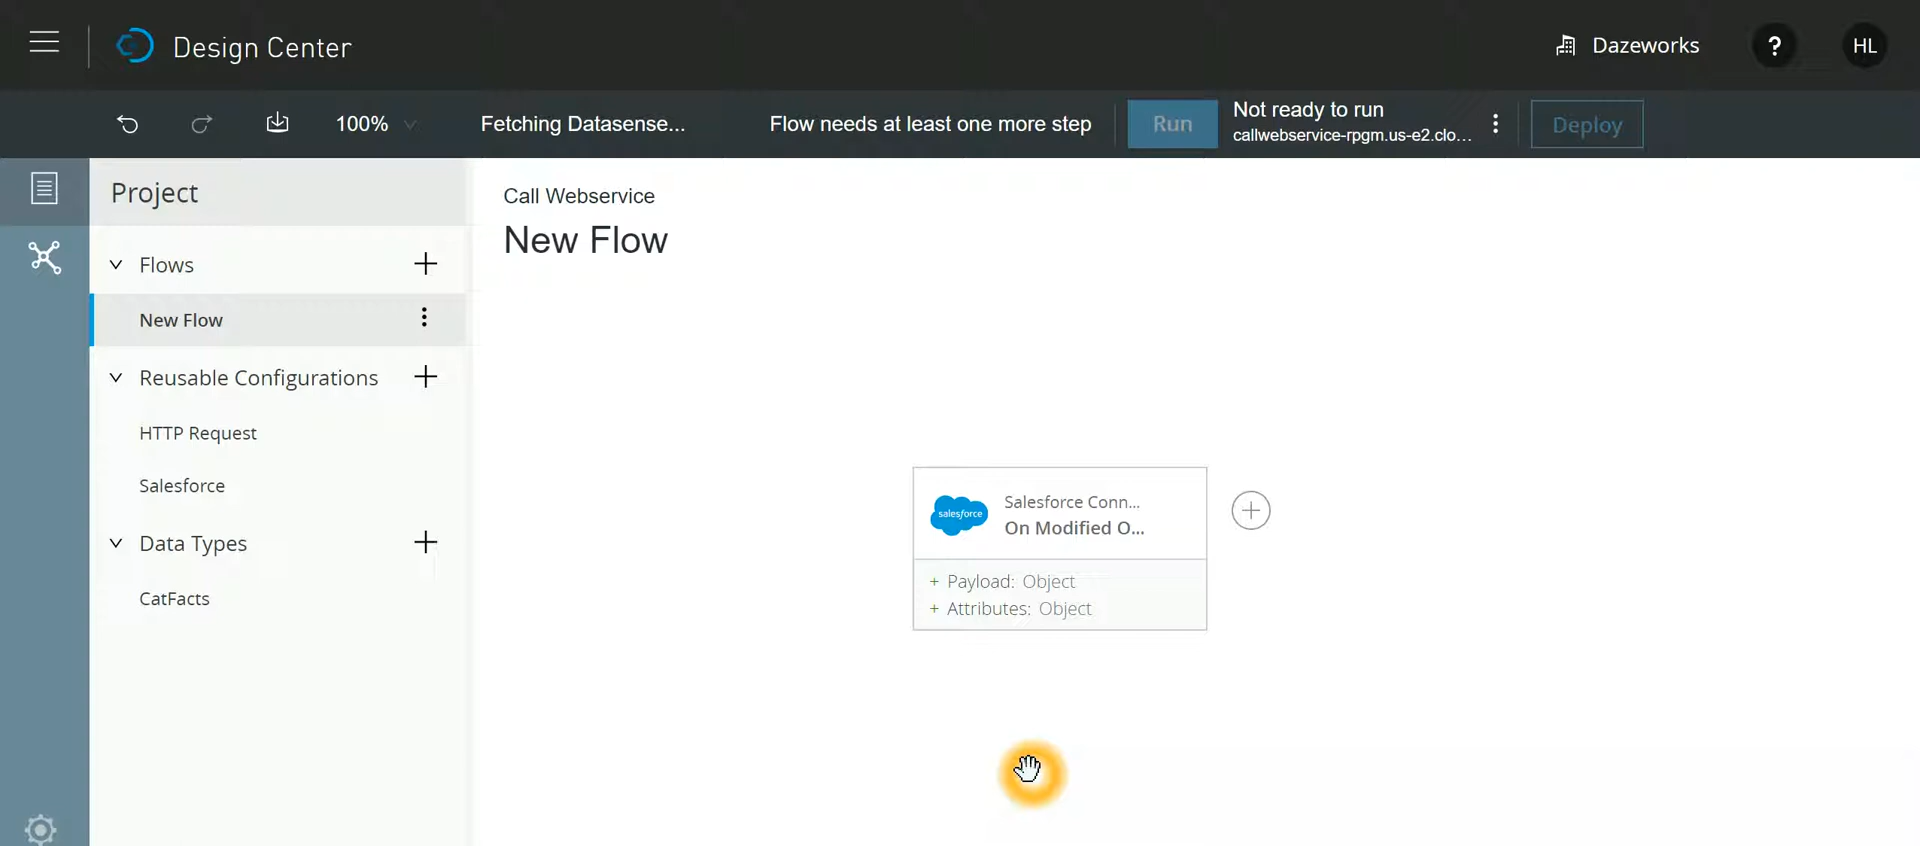 Design Center
Dazeworks
?
HL
100%
Fetching Datasense...
Flow needs at least one more step
Run
Not ready to run
callwebservice-rpgm.us-e2.clo...
Deploy
Project
Flows
New Flow
Reusable Configurations
HTTP Request
Salesforce
Data Types
CatFacts
Call Webservice
New Flow
salesforce
Salesforce Conn...
On Modified O...
+ Payload: Object
+ Attributes: Object